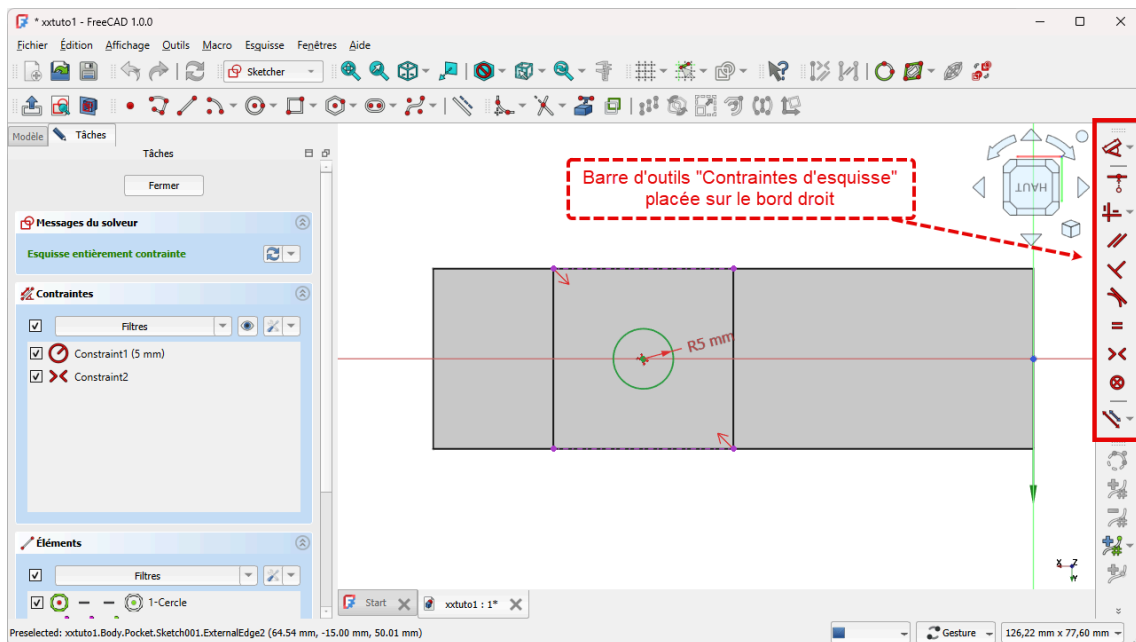 * xxtuto1 - FreeCAD 1.0.0
Fichier Édition Affichage Outils Macro Esquisse Fenêtres Aide
Sketcher
Modèle Tâches
Tâches
Fermer
Messages du solveur
Esquisse entièrement contrainte
Contraintes
Filtres
Constraint1 (5 mm)
Constraint2
Éléments
Filtres
1-Cercle
Barre d'outils "Contraintes d'esquisse"
placée sur le bord droit
HAUT
R5 mm
X Z
Y
Start xxtuto1 : 1*
Preselected: xxtuto1.Body.Pocket.Sketch001.ExternalEdge2 (64.54 mm, -15.00 mm, 50.01 mm)
Gesture 126,22 mm x 77,60 mm